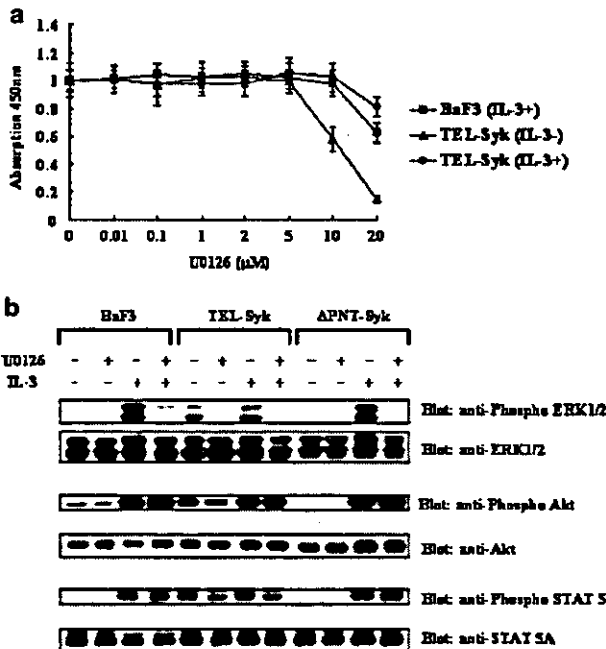 a
1.4
1.2
1
0.8
0.6
0.4
0.2
0
Absorption 450nm
0 0.01 0.1 1 2 5 10 20
U0126 (μM)
BaF3 (IL-3+)
TEL-Syk (IL-3-)
TEL-Syk (IL-3+)
b
BaF3 TEL-Syk ΔPNT-Syk
U0126 - + - + - + - + - + - +
IL-3 - - + + - - + + - - + +
Blot: anti-Phospho ERK1/2
Blot: anti-ERK1/2
Blot: anti-Phospho Akt
Blot: anti-Akt
Blot: anti-Phospho STAT 5
Blot: anti-STAT 5A